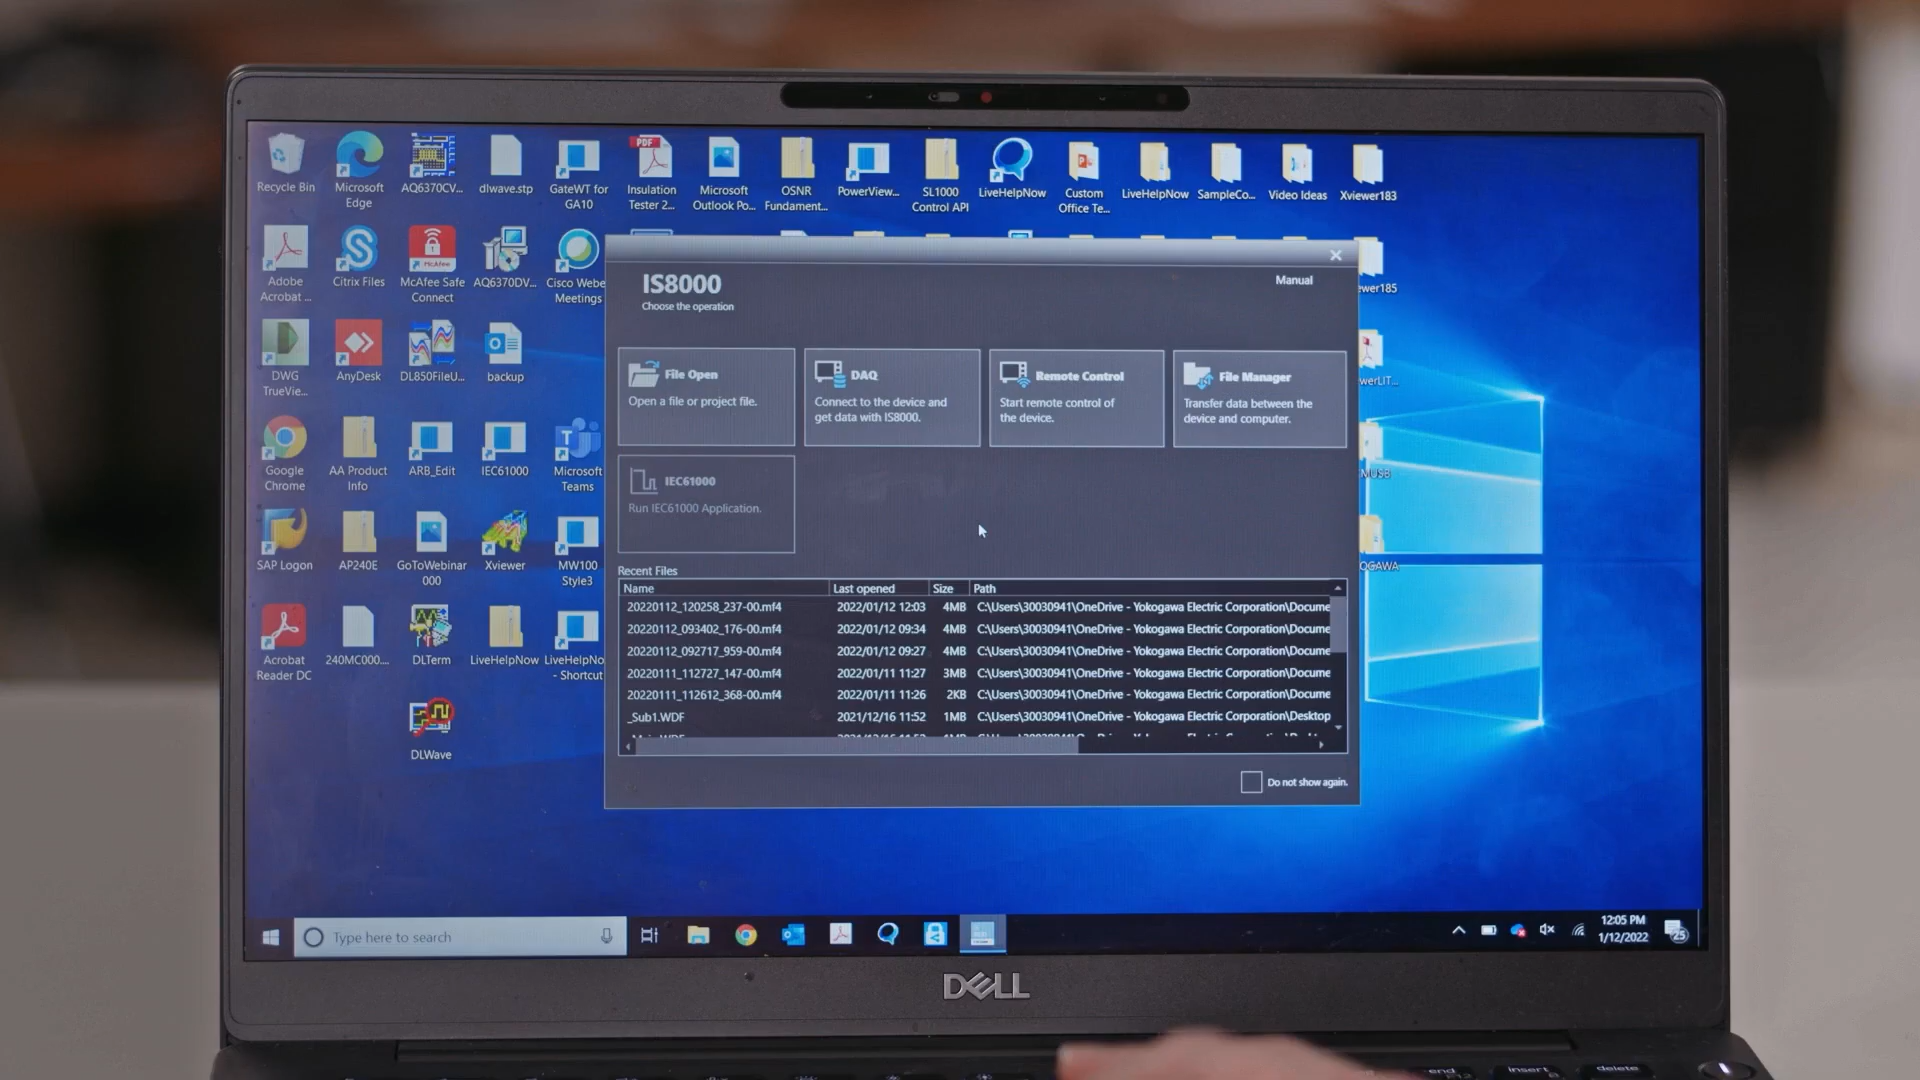 Recycle Bin
Microsoft
Edge
AQ6370CV...
dlwave.stp
GateWT for
GA10
PDF
Insulation
Tester 2...
Microsoft
Outlook Po...
OSNR
Fundament...
PowerView...
SL1000
Control API
LiveHelpNow
Custom
Office Te...
LiveHelpNow
SampleCo...
Video Ideas
Xviewer183
Adobe
Acrobat ...
Citrix Files
McAfee
McAfee Safe
Connect
AQ6370DV...
Cisco Webe
Meetings
ewer185
DWG
TrueVie...
AnyDesk
DL850FileU...
backup
werLIT...
Google
Chrome
AA Product
Info
ARB_Edit
IEC61000
Microsoft
Teams
MUSB
SAP Logon
AP240E
GoToWebinar
000
Xviewer
MW100
Style3
OGAWA
Acrobat
Reader DC
240MC000....
DLTerm
LiveHelpNow
LiveHelpNo
- Shortcut
DLWave
IS8000
Choose the operation
Manual
File Open
Open a file or project file.
DAQ
Connect to the device and
get data with IS8000.
Remote Control
Start remote control of
the device.
File Manager
Transfer data between the
device and computer.
IEC61000
Run IEC61000 Application.
Recent Files
Name Last opened Size Path
20220112_120258_237-00.mf4 2022/01/12 12:03 4MB C:\Users\30030941\OneDrive - Yokogawa Electric Corporation\Docume
20220112_093402_176-00.mf4 2022/01/12 09:34 4MB C:\Users\30030941\OneDrive - Yokogawa Electric Corporation\Docume
20220112_092717_959-00.mf4 2022/01/12 09:27 4MB C:\Users\30030941\OneDrive - Yokogawa Electric Corporation\Docume
20220111_112727_147-00.mf4 2022/01/11 11:27 3MB C:\Users\30030941\OneDrive - Yokogawa Electric Corporation\Docume
20220111_112612_368-00.mf4 2022/01/11 11:26 2KB C:\Users\30030941\OneDrive - Yokogawa Electric Corporation\Docume
_Sub1.WDF 2021/12/16 11:52 1MB C:\Users\30030941\OneDrive - Yokogawa Electric Corporation\Desktop
Do not show again.
Type here to search
12:05 PM
1/12/2022
25
DELL
end
insert
delete